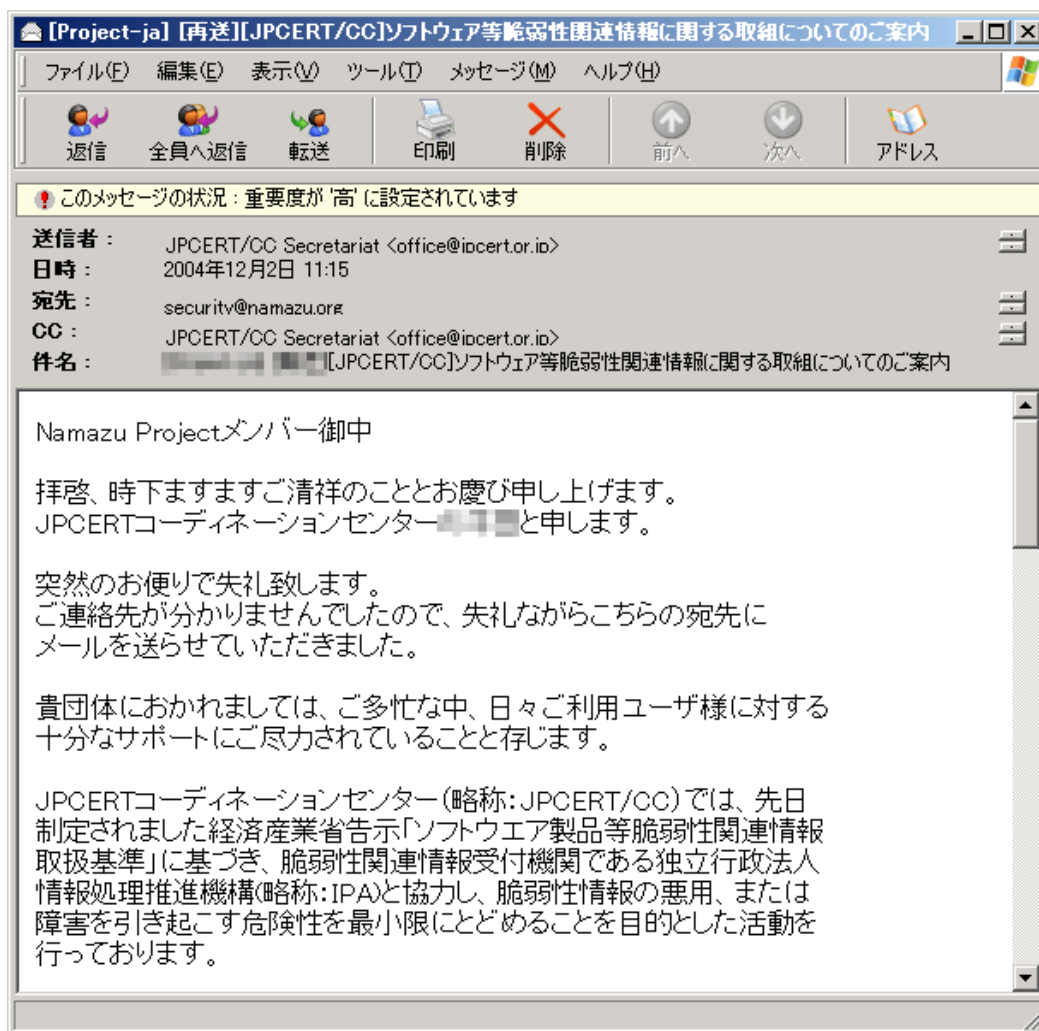 [Project-ja] [再送][JPCERT/CC]ソフトウェア等脆弱性関連情報に関する取組についてのご案内
ファイル(F) 編集(E) 表示(V) ツール(T) メッセージ(M) ヘルプ(H)
返信 全員へ返信 転送 印刷 削除 前へ 次へ アドレス
このメッセージの状況：重要度が '高' に設定されています
送信者： JPCERT/CC Secretariat <office@jpcert.or.jp>
日時： 2004年12月2日 11:15
宛先： security@namazu.org
CC： JPCERT/CC Secretariat <office@jpcert.or.jp>
件名： [JPCERT/CC]ソフトウェア等脆弱性関連情報に関する取組についてのご案内
Namazu Projectメンバー御中
拝啓、時下ますますご清祥のこととお慶び申し上げます。
JPCERTコーディネーションセンター と申します。
突然のお便りで失礼致します。
ご連絡先が分かりませんでしたので、失礼ながらこちらの宛先に
メールを送らせていただきました。
貴団体におかれましては、ご多忙な中、日々ご利用ユーザ様に対する
十分なサポートにご尽力されていることと存じます。
JPCERTコーディネーションセンター(略称：JPCERT/CC)では、先日
制定されました経済産業省告示「ソフトウエア製品等脆弱性関連情報
取扱基準」に基づき、脆弱性関連情報受付機関である独立行政法人
情報処理推進機構(略称：IPA)と協力し、脆弱性情報の悪用、または
障害を引き起こす危険性を最小限にとどめることを目的とした活動を
行っております。